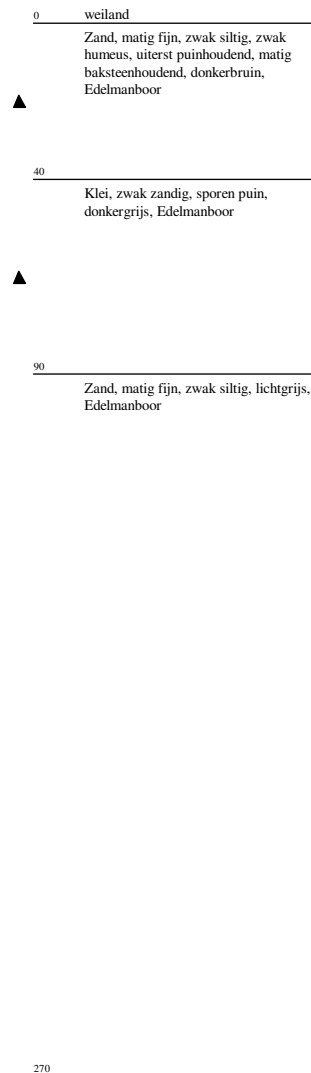 0 weiland
Zand, matig fijn, zwak siltig, zwak
humeus, uiterst puinhoudend, matig
baksteenhoudend, donkerbruin,
Edelmanboor
40
Klei, zwak zandig, sporen puin,
donkergrijs, Edelmanboor
90
Zand, matig fijn, zwak siltig, lichtgrijs,
Edelmanboor
270